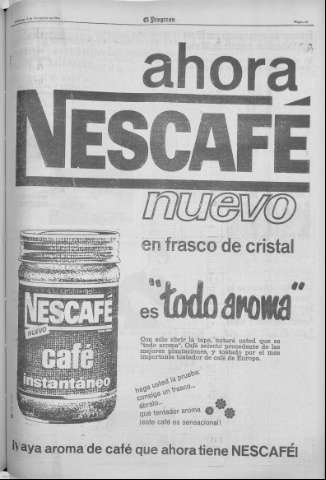 El Progreso
ahora
NESCAFÉ
nuevo
en frasco de cristal
es "todo aroma"
Con solo abrir la tapa, notará usted que es
"todo aroma". Café selecto procedente de las
mejores plantaciones, y tostado por el más
importante tostador de café de Europa.
NESCAFÉ
NUEVO
café
instantáneo
haga usted la prueba:
consiga un frasco...
ábralo...
qué tentador aroma
¡este café es sensacional!
¡Vaya aroma de café que ahora tiene NESCAFÉ!